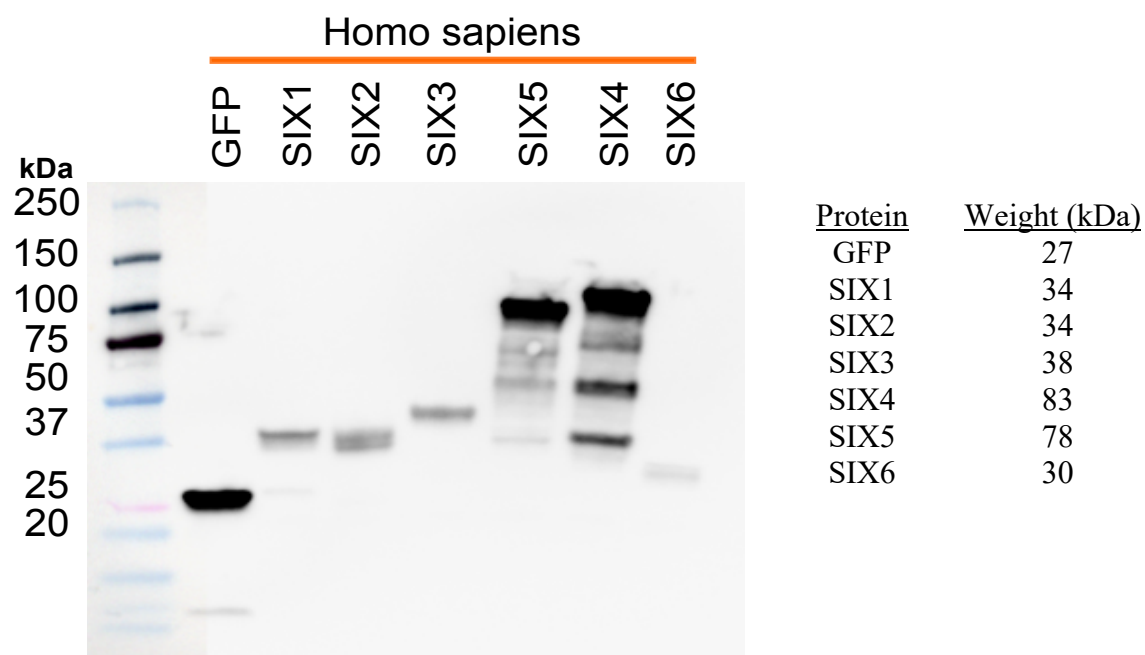 Homo sapiens
GFP
SIX1
SIX2
SIX3
SIX5
SIX4
SIX6
kDa
250
150
100
75
50
37
25
20
Protein Weight (kDa)
GFP 27
SIX1 34
SIX2 34
SIX3 38
SIX4 83
SIX5 78
SIX6 30